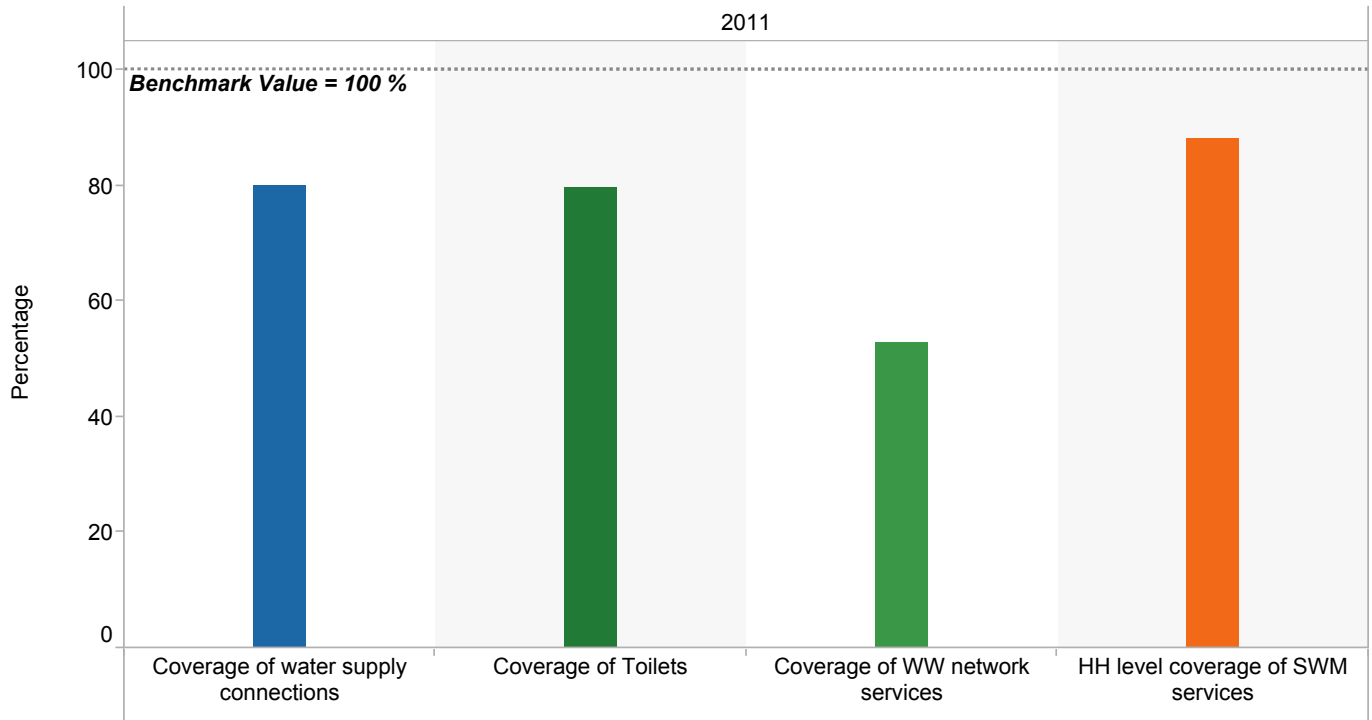 2011
100
Benchmark Value = 100 %
80
60
40
20
0
Percentage
Coverage of water supply
connections
Coverage of Toilets
Coverage of WW network
services
HH level coverage of SWM
services